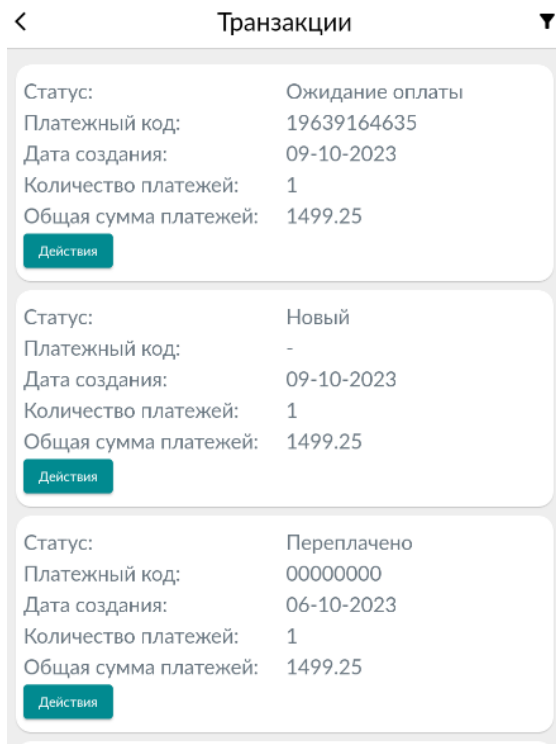 Транзакции
Статус: Ожидание оплаты
Платежный код: 19639164635
Дата создания: 09-10-2023
Количество платежей: 1
Общая сумма платежей: 1499.25
Действия
Статус: Новый
Платежный код: -
Дата создания: 09-10-2023
Количество платежей: 1
Общая сумма платежей: 1499.25
Действия
Статус: Переплачено
Платежный код: 00000000
Дата создания: 06-10-2023
Количество платежей: 1
Общая сумма платежей: 1499.25
Действия